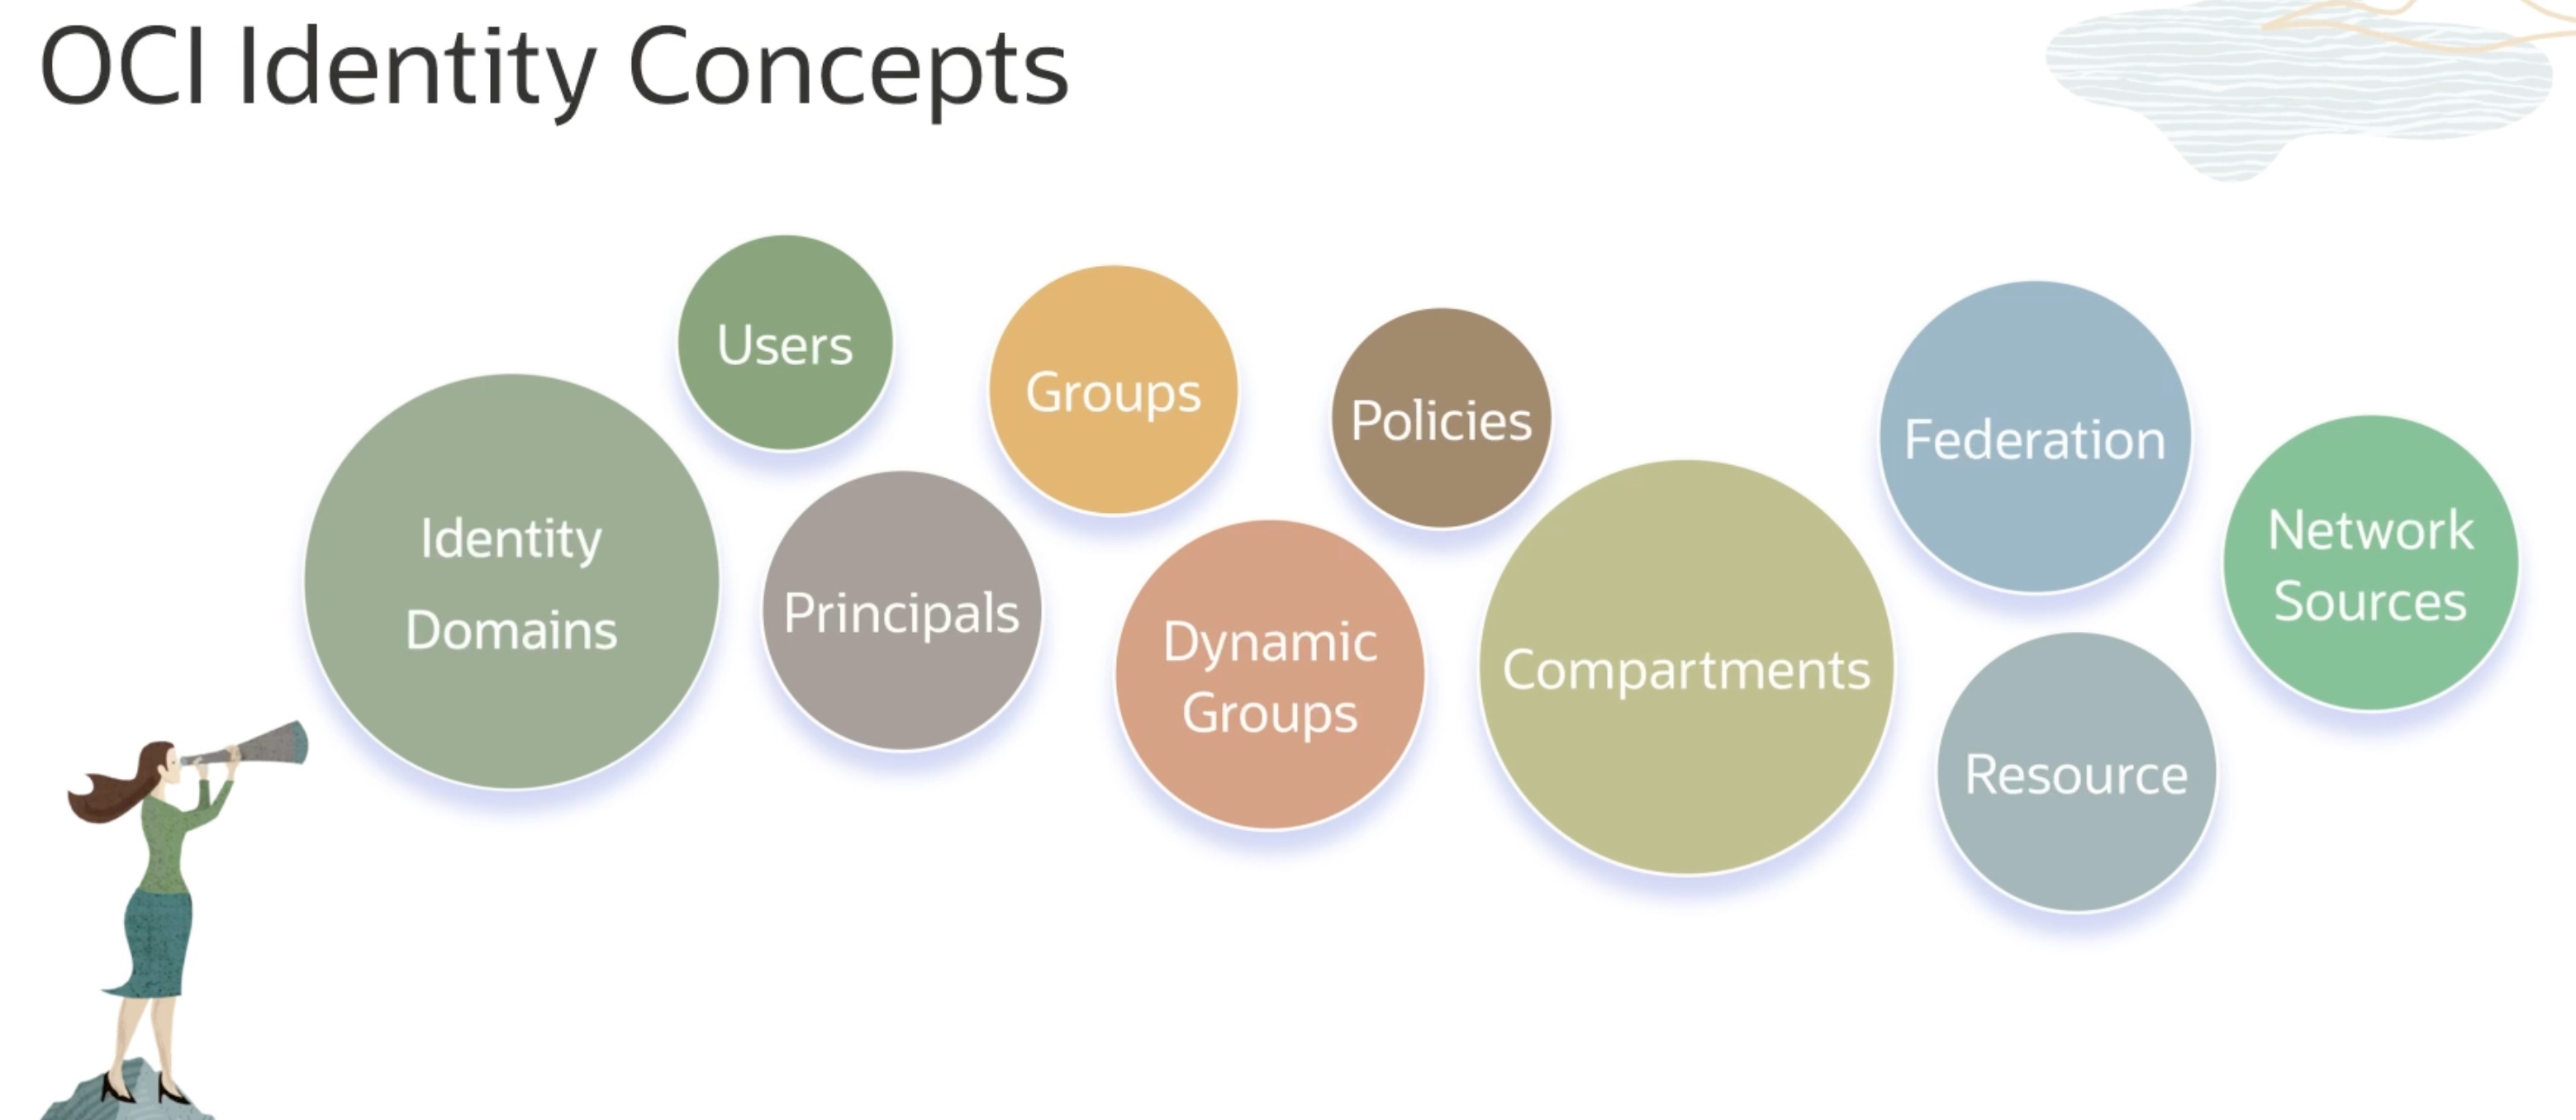 OCI Identity Concepts
Identity
Domains
Users
Principals
Groups
Dynamic
Groups
Policies
Compartments
Federation
Resource
Network
Sources